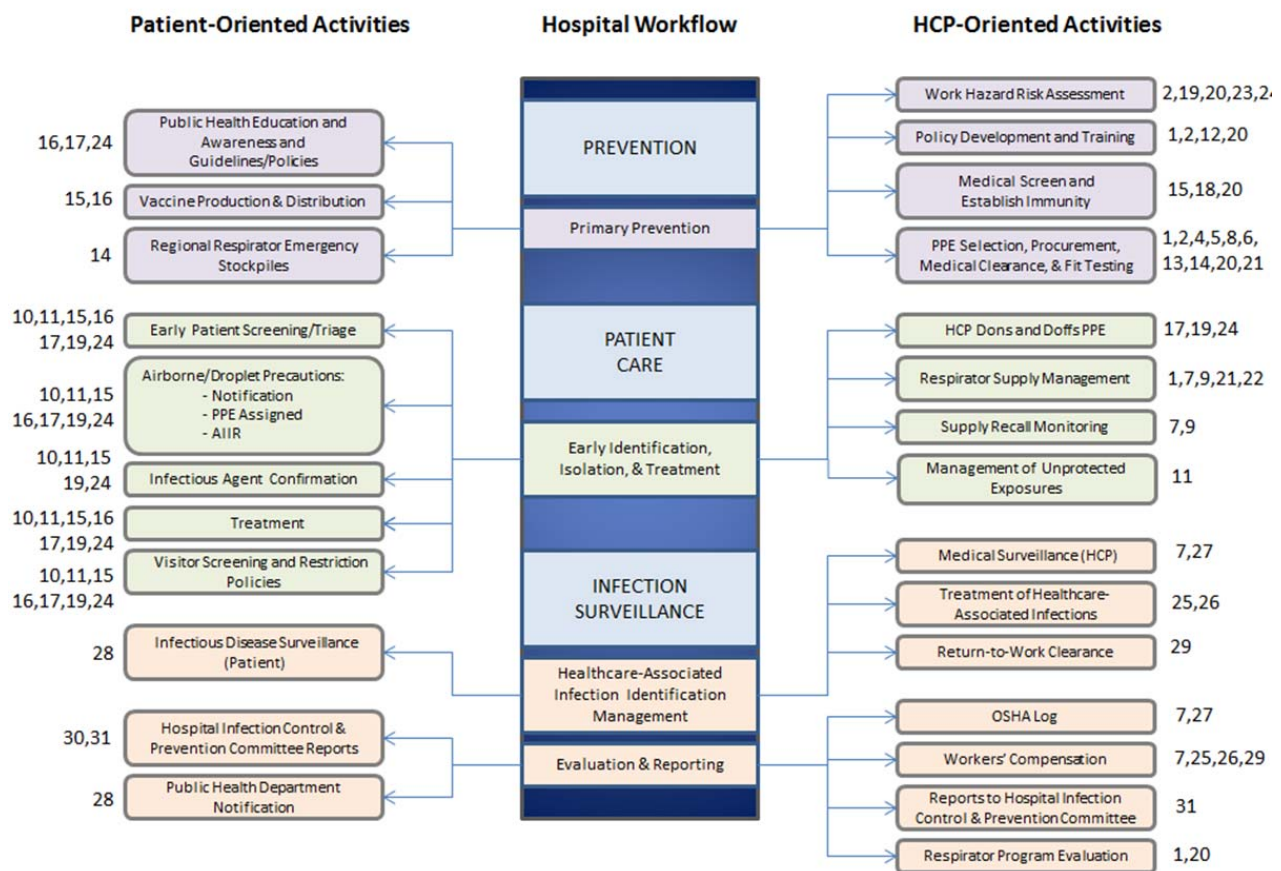 Patient-Oriented Activities
Hospital Workflow
HCP-Oriented Activities
16,17,24
Public Health Education and
Awareness and
Guidelines/Policies
15,16
Vaccine Production & Distribution
14
Regional Respirator Emergency
Stockpiles
10,11,15,16
17,19,24
Early Patient Screening/Triage
10,11,15
16,17,19,24
Airborne/Droplet Precautions:
- Notification
- PPE Assigned
- AIIR
10,11,15
19,24
Infectious Agent Confirmation
10,11,15,16
17,19,24
Treatment
10,11,15
16,17,19,24
Visitor Screening and Restriction
Policies
28
Infectious Disease Surveillance
(Patient)
30,31
Hospital Infection Control &
Prevention Committee Reports
28
Public Health Department
Notification
PREVENTION
Primary Prevention
PATIENT
CARE
Early Identification,
Isolation, & Treatment
INFECTION
SURVEILLANCE
Healthcare-Associated
Infection Identification
Management
Evaluation & Reporting
Work Hazard Risk Assessment
2,19,20,23,24
Policy Development and Training
1,2,12,20
Medical Screen and
Establish Immunity
15,18,20
PPE Selection, Procurement,
Medical Clearance, & Fit Testing
1,2,4,5,8,6,
13,14,20,21
HCP Dons and Doffs PPE
17,19,24
Respirator Supply Management
1,7,9,21,22
Supply Recall Monitoring
7,9
Management of Unprotected
Exposures
11
Medical Surveillance (HCP)
7,27
Treatment of Healthcare-
Associated Infections
25,26
Return-to-Work Clearance
29
OSHA Log
7,27
Workers' Compensation
7,25,26,29
Reports to Hospital Infection
Control & Prevention Committee
31
Respirator Program Evaluation
1,20